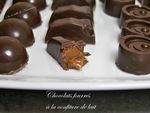 Chocolats fourrés
à la confiture de lait